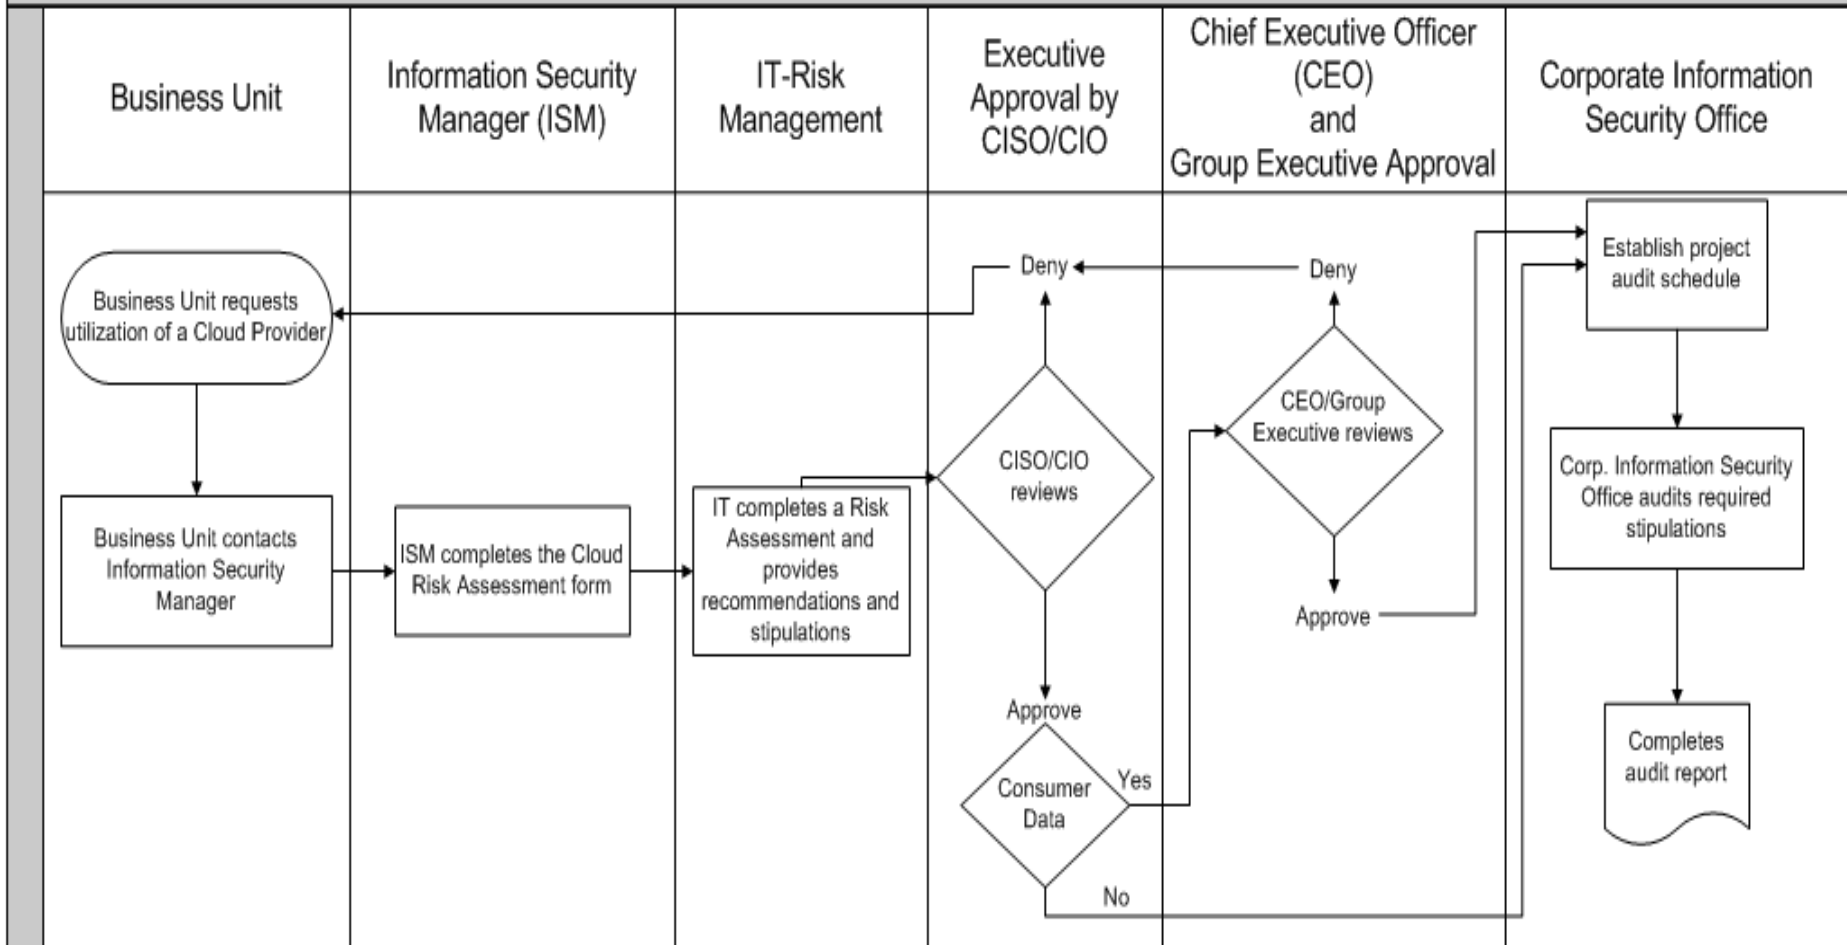 Business Unit
Information Security
Manager (ISM)
IT-Risk
Management
Executive
Approval by
CISO/CIO
Chief Executive Officer
(CEO)
and
Group Executive Approval
Corporate Information
Security Office
Business Unit requests
utilization of a Cloud Provider
Business Unit contacts
Information Security
Manager
ISM completes the Cloud
Risk Assessment form
IT completes a Risk
Assessment and
provides
recommendations and
stipulations
Deny
CISO/CIO
reviews
Approve
Consumer
Data
Yes
No
Deny
CEO/Group
Executive reviews
Approve
Establish project
audit schedule
Corp. Information Security
Office audits required
stipulations
Completes
audit report